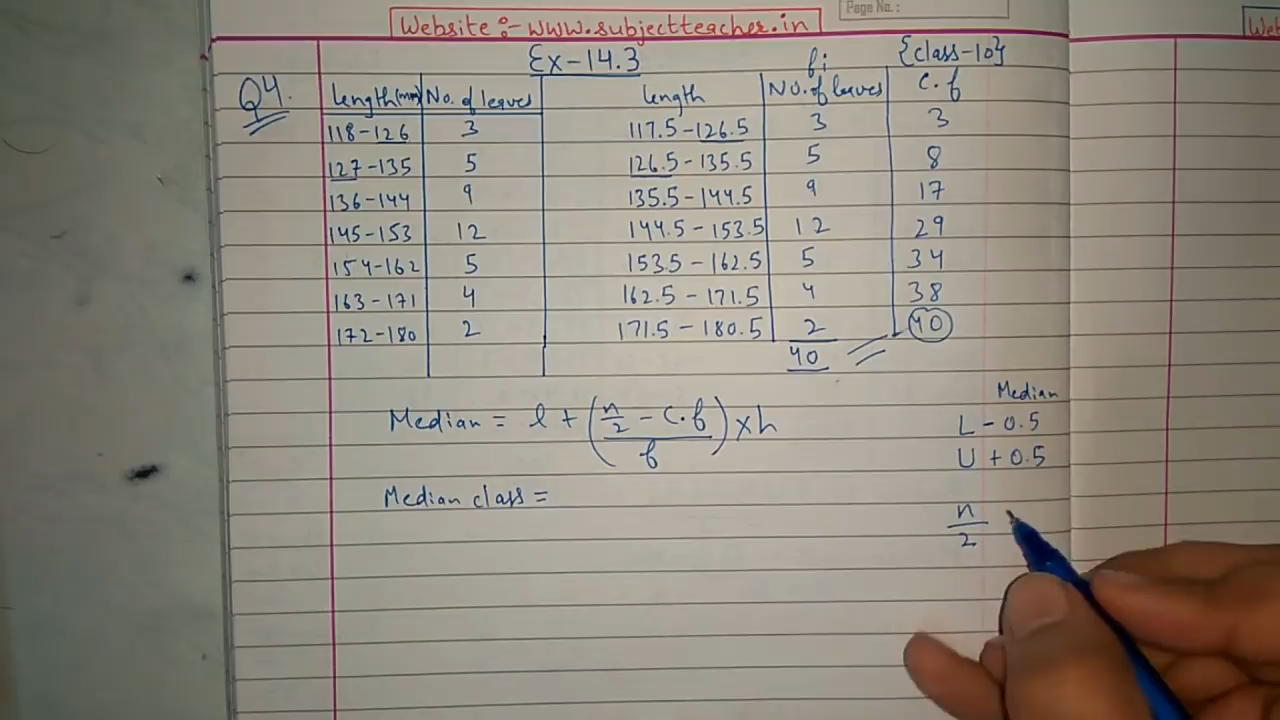 Page No.:
Website :- www.subjectteacher.in
Ex-14.3 {class-10}
Q4.
length(mm) No. of leaves length fi No. of leaves C.f
118-126 3 117.5-126.5 3 3
127-135 5 126.5-135.5 5 8
136-144 9 135.5-144.5 9 17
145-153 12 144.5-153.5 12 29
154-162 5 153.5-162.5 5 34
163-171 4 162.5-171.5 4 38
172-180 2 171.5-180.5 2 40
40
Median
Median = l + (n/2 - C.f / f) x h L - 0.5
U + 0.5
Median class =
n/2
Web